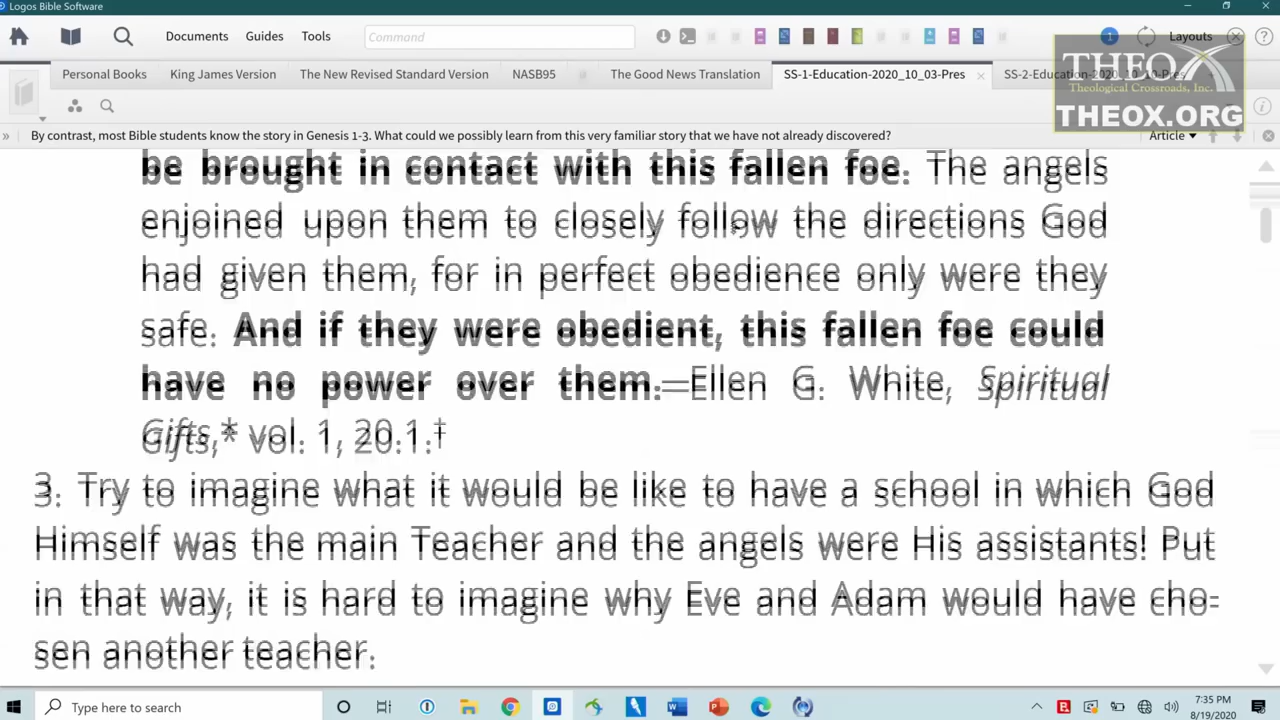 Logos Bible Software
Documents Guides Tools Command 1 Layouts
Personal Books King James Version The New Revised Standard Version NASB95 The Good News Translation SS-1-Education-2020_10_03-Pres SS-2-Education-2020_10_10-Pres
THEOX
Theological Crossroads, Inc.
THEOX.ORG
» By contrast, most Bible students know the story in Genesis 1-3. What could we possibly learn from this very familiar story that we have not already discovered? Article
be brought in contact with this fallen foe. The angels
enjoined upon them to closely follow the directions God
had given them, for in perfect obedience only were they
safe. And if they were obedient, this fallen foe could
have no power over them.—Ellen G. White, Spiritual
Gifts,* vol. 1, 20.1.†
3. Try to imagine what it would be like to have a school in which God
Himself was the main Teacher and the angels were His assistants! Put
in that way, it is hard to imagine why Eve and Adam would have cho-
sen another teacher.
Type here to search
7:35 PM
8/19/2020